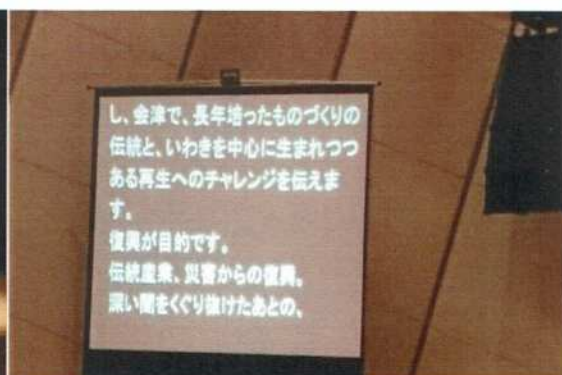 し、会津で、長年培ったものづくりの
伝統と、いわきを中心に生まれつつ
ある再生へのチャレンジを伝えま
す。
復興が目的です。
伝統産業、災害からの復興。
深い闇をくぐり抜けたあとの、